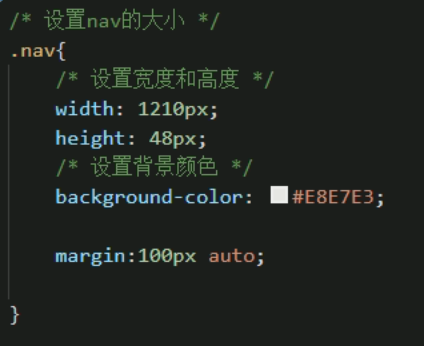 /* 设置nav的大小 */
.nav{
/* 设置宽度和高度 */
width: 1210px;
height: 48px;
/* 设置背景颜色 */
background-color: #E8E7E3;
margin:100px auto;
}